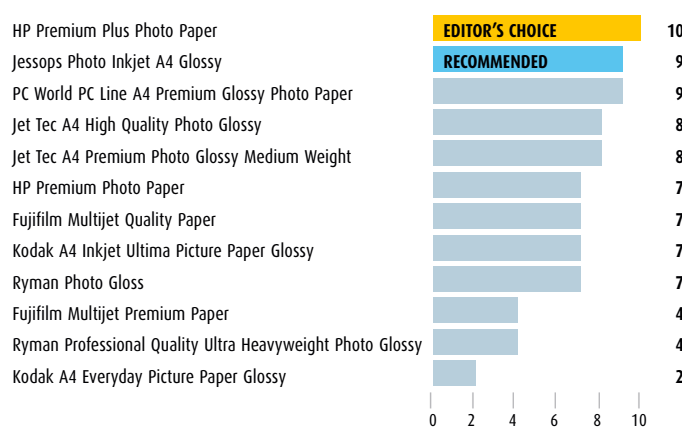 HP Premium Plus Photo Paper EDITOR'S CHOICE 10
Jessops Photo Inkjet A4 Glossy RECOMMENDED 9
PC World PC Line A4 Premium Glossy Photo Paper 9
Jet Tec A4 High Quality Photo Glossy 8
Jet Tec A4 Premium Photo Glossy Medium Weight 8
HP Premium Photo Paper 7
Fujifilm Multijet Quality Paper 7
Kodak A4 Inkjet Ultima Picture Paper Glossy 7
Ryman Photo Gloss 7
Fujifilm Multijet Premium Paper 4
Ryman Professional Quality Ultra Heavyweight Photo Glossy 4
Kodak A4 Everyday Picture Paper Glossy 2
0 2 4 6 8 10